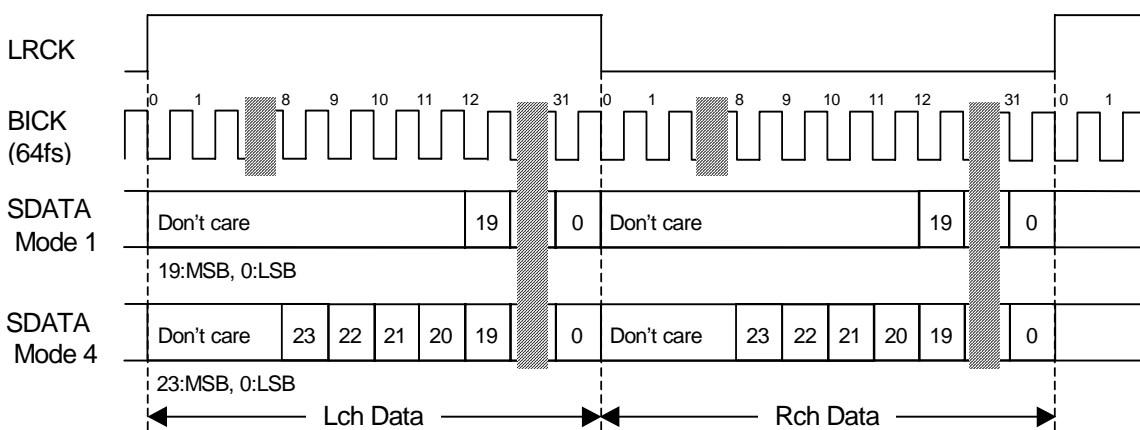 LRCK
0 1 8 9 10 11 12 31 0 1 8 9 10 11 12 31 0 1
BICK
(64fs)
SDATA
Mode 1
Don't care 19 0 Don't care 19 0
19:MSB, 0:LSB
SDATA
Mode 4
Don't care 23 22 21 20 19 0 Don't care 23 22 21 20 19 0
23:MSB, 0:LSB
Lch Data Rch Data